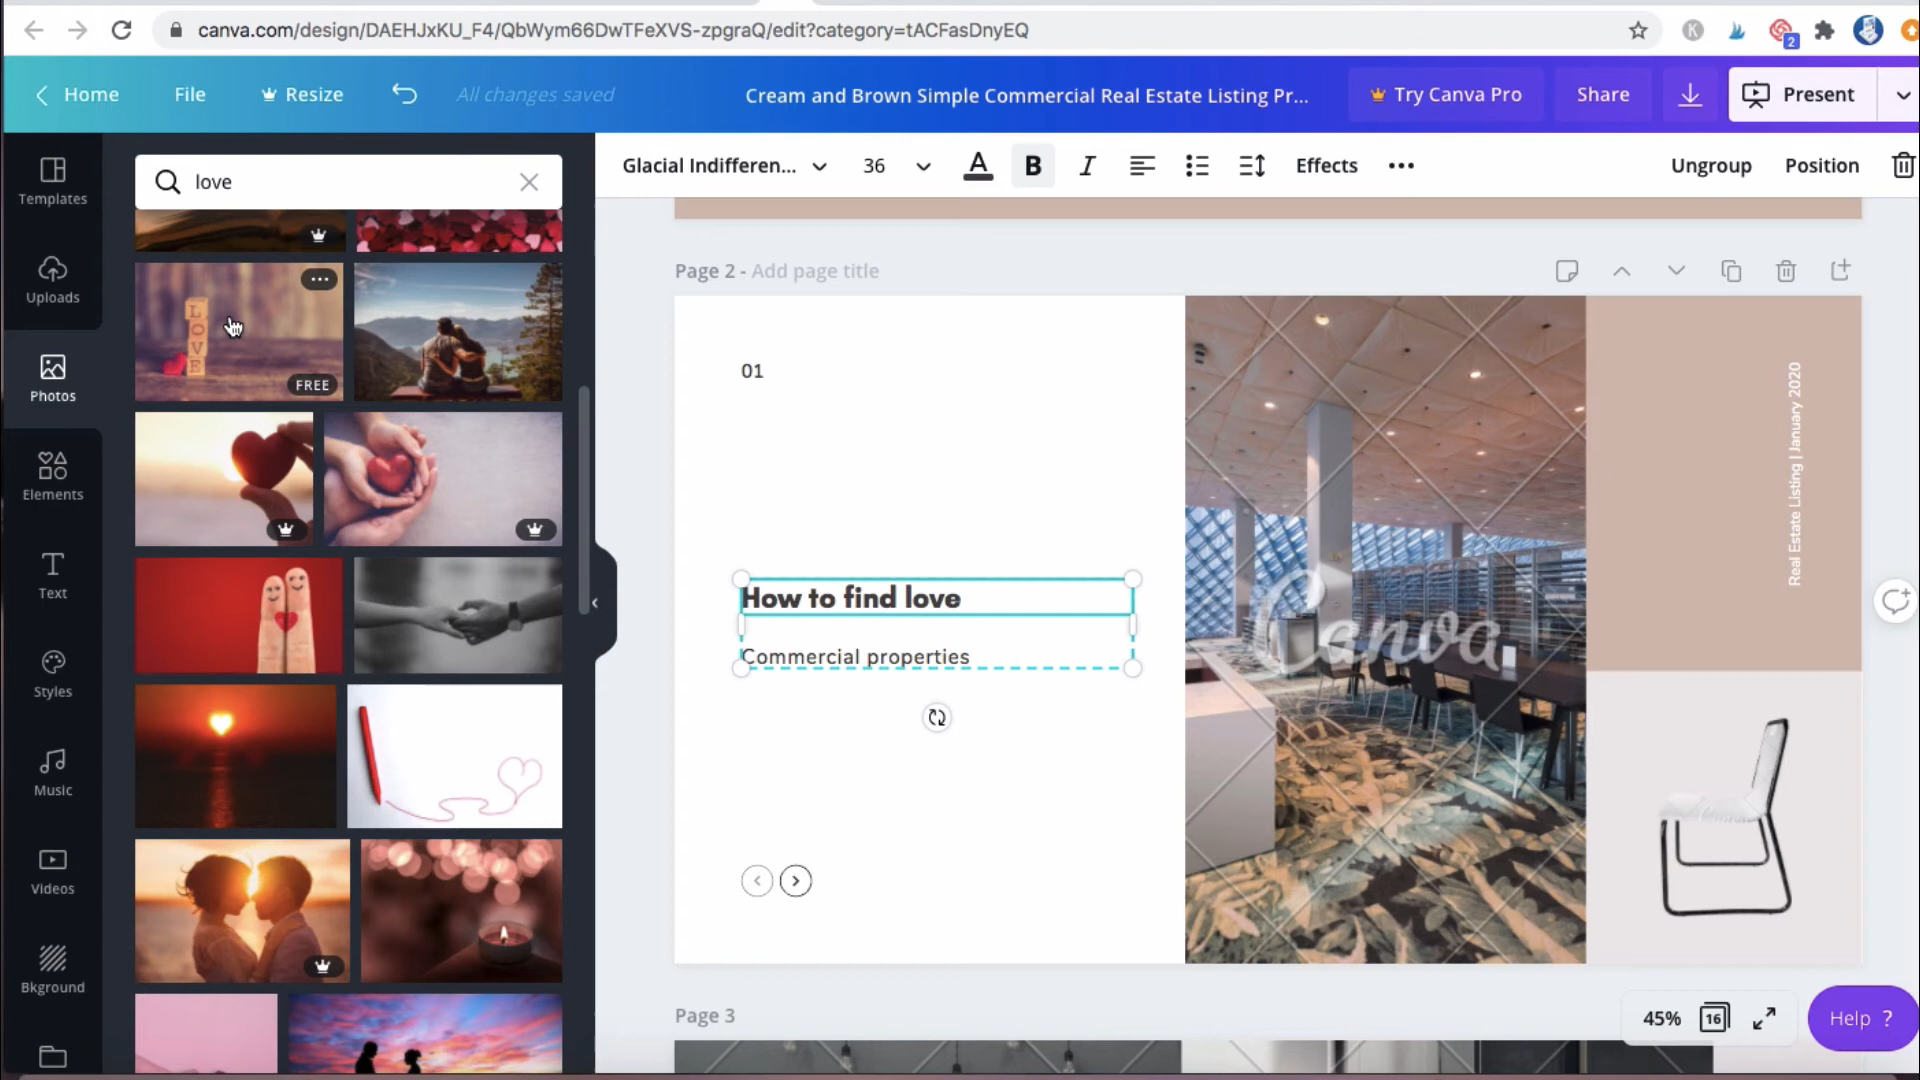 canva.com/design/DAEHJxKU_F4/QbWym66DwTFeXVS-zpgraQ/edit?category=tACFasDnyEQ
2
Home
File
Resize
All changes saved
Cream and Brown Simple Commercial Real Estate Listing Pr...
Try Canva Pro
Share
Present
Templates
Uploads
Photos
Elements
Text
Styles
Music
Videos
Bkground
love
LOVE
FREE
Glacial Indifferen...
36
A
B
I
Effects
Ungroup
Position
Page 2 - Add page title
01
How to find love
Commercial properties
Canva
Real Estate Listing | January 2020
Page 3
45%
16
Help ?